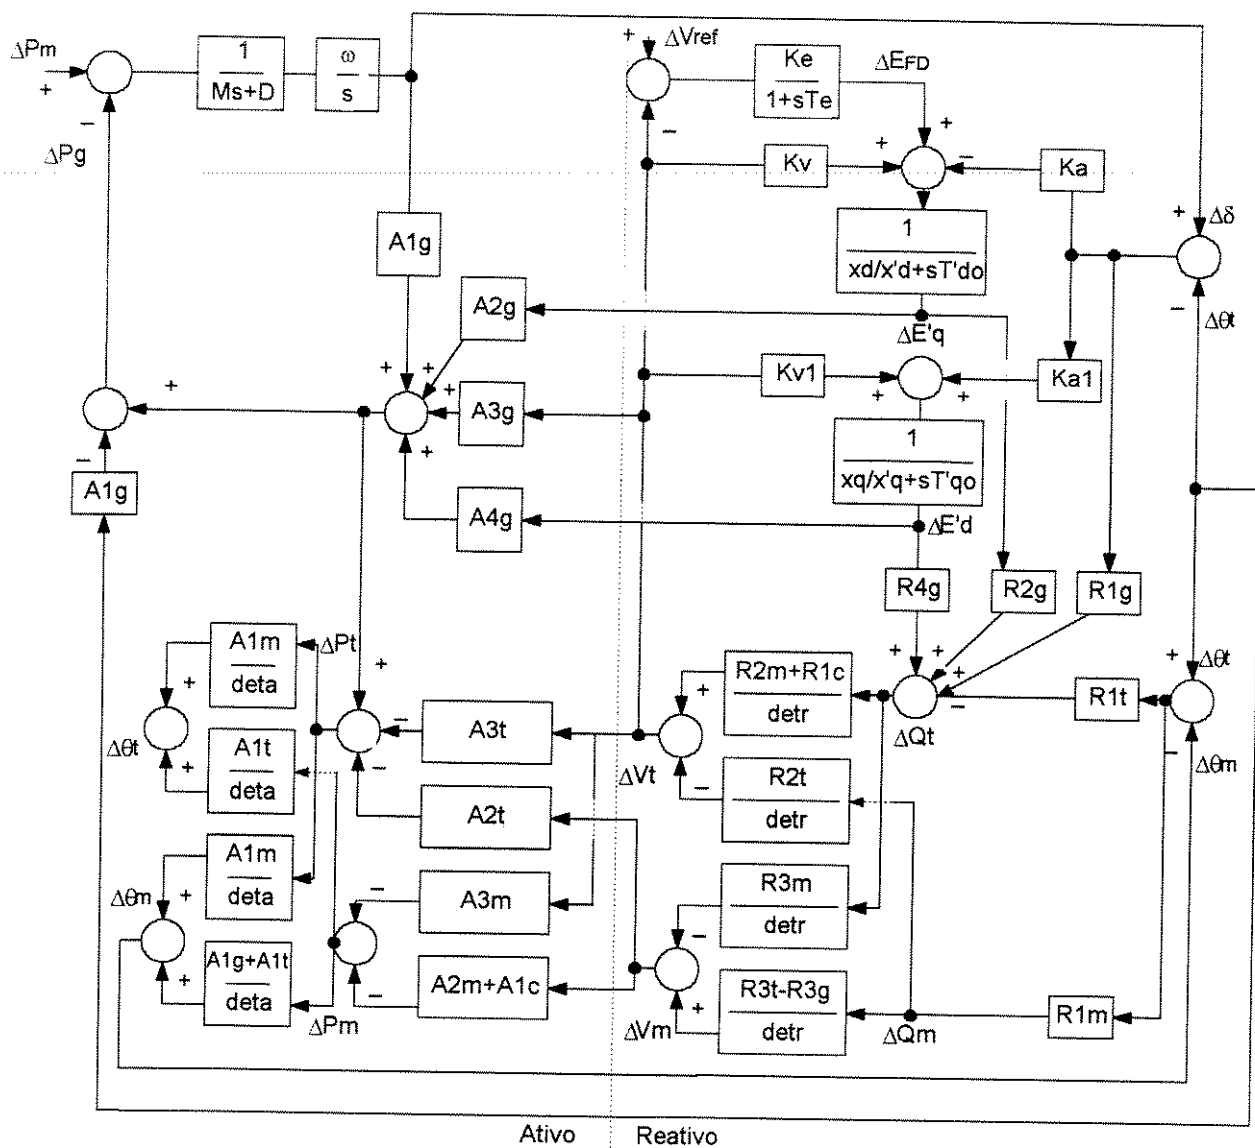 ΔPm
+
−
ΔPg
1
Ms+D
ω
s
+ +
ΔVref
−
Ke
1+sTe
ΔEFD
+
+
−
Kv
Ka
1
xd/x'd+sT'do
+
Δδ
−
Δθt
A1g
A2g
ΔE'q
+
+
+
+
A3g
Kv1
+
+
Ka1
1
xq/x'q+sT'qo
+
−
A1g
A4g
ΔE'd
R4g
R2g
R1g
A1m
deta
ΔPt
+
+
Δθt
A1t
deta
+
−
−
A3t
A2t
ΔVt
+
−
R2m+R1c
detr
R2t
detr
+
+
+
−
ΔQt
R1t
+
Δθt
−
Δθm
A1m
deta
Δθm
+
+
A1g+A1t
deta
ΔPm
−
−
A3m
A2m+A1c
ΔVm
−
+
R3m
detr
R3t-R3g
detr
ΔQm
R1m
Ativo
Reativo